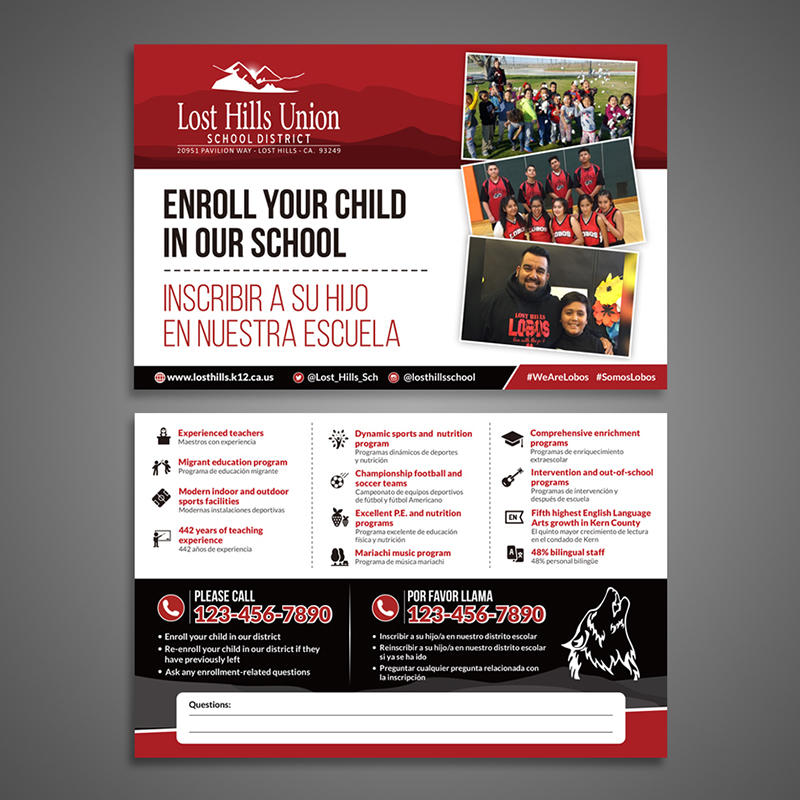 Lost Hills Union
SCHOOL DISTRICT
20951 PAVILION WAY - LOST HILLS - CA. 93249
ENROLL YOUR CHILD
IN OUR SCHOOL
INSCRIBIR A SU HIJO
EN NUESTRA ESCUELA
LOBOS
LOBOS
LOST HILLS
LOBOS
www.losthills.k12.ca.us
@Lost_Hills_Sch
@losthillsschool
#WeAreLobos
#SomosLobos
Experienced teachers
Maestros con experiencia
Migrant education program
Programa de educación migrante
Modern indoor and outdoor
sports facilities
Modernas instalaciones deportivas
442 years of teaching
experience
442 años de experiencia
Dynamic sports and nutrition
program
Programas dinámicos de deportes
y nutrición
Championship football and
soccer teams
Campeonato de equipos deportivos
de fútbol y fútbol Americano
Excellent P.E. and nutrition
programs
Programa excelente de educación
física y nutrición
Mariachi music program
Programa de música mariachi
Comprehensive enrichment
programs
Programas de enriquecimiento
extraescolar
Intervention and out-of-school
programs
Programas de intervención y
después de escuela
EN
Fifth highest English Language
Arts growth in Kern County
El quinto mayor crecimiento de lectura
en el condado de Kern
48% bilingual staff
48% personal bilingüe
PLEASE CALL
123-456-7890
• Enroll your child in our district
• Re-enroll your child in our district if they
have previously left
• Ask any enrollment-related questions
POR FAVOR LLAMA
123-456-7890
• Inscribir a su hijo/a en nuestro distrito escolar
• Reinscribir a su hijo/a en nuestro distrito escolar
si ya se ha ido
• Preguntar cualquier pregunta relacionada con
la inscripción
Questions: